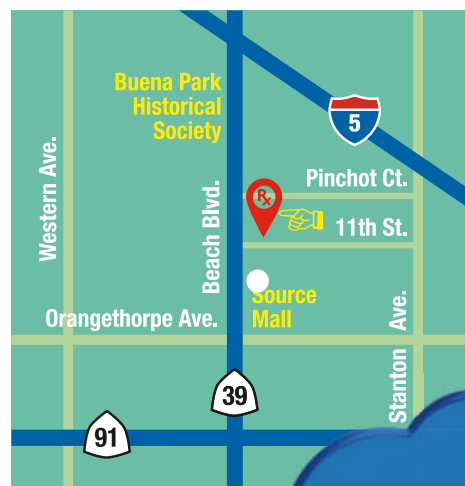 Buena Park
Historical
Society
5
Western Ave.
Beach Blvd.
Pinchot Ct.
Rx
11th St.
Source
Mall
Orangethorpe Ave.
Stanton Ave.
39
91